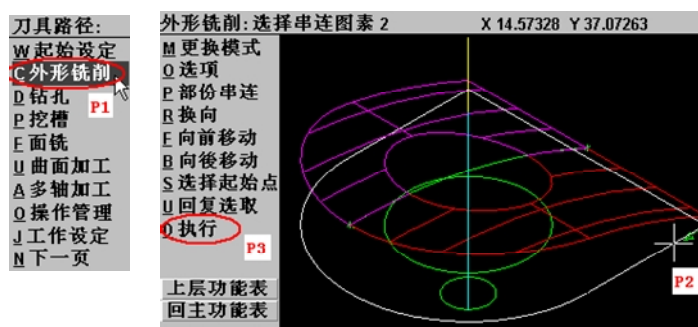 刀具路径:
W 起始设定
C 外形铣削
P1
D 钻孔
P 挖槽
F 面铣
U 曲面加工
A 多轴加工
O 操作管理
J 工作设定
N 下一页
外形铣削: 选择串连图素 2 X 14.57328 Y 37.07263
M 更换模式
O 选项
P 部份串连
R 换向
F 向前移动
B 向後移动
S 选择起始点
U 回复选取
D 执行
P3
P2
上层功能表
回主功能表